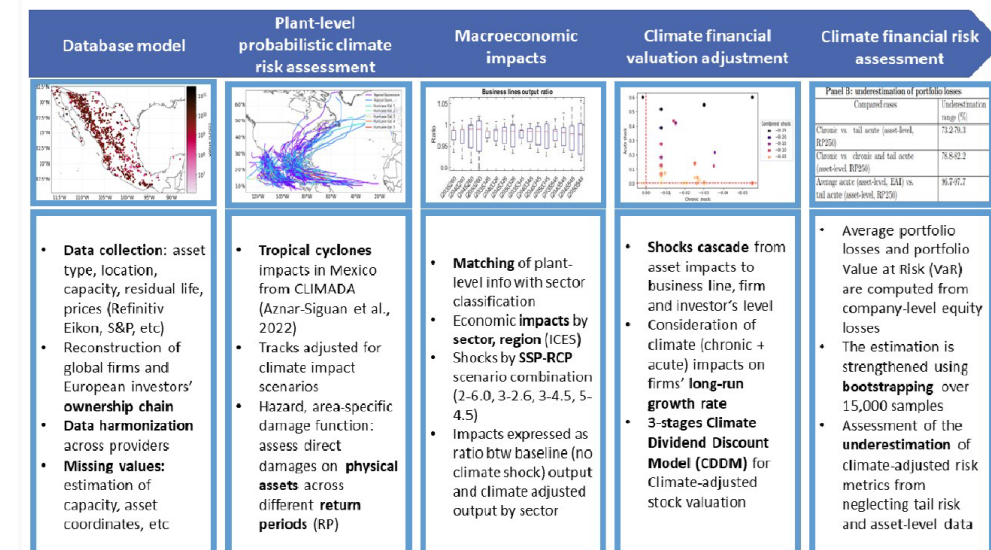 Database model
Plant-level
probabilistic climate
risk assessment
Macroeconomic
impacts
Climate financial
valuation adjustment
Climate financial risk
assessment
Business lines output ratio
1.05
1
0.95
Combined shock
Acute shock
Chronic shock
Panel B: underestimation of portfolio losses
Compared cases
Underestimation
range (%)
Chronic vs. tail acute (asset-level,
RP250)
Chronic vs chronic and tail acute
(asset-level, RP250)
78.8-82.2
Average acute (asset-level, EAI) vs.
tail acute (asset-level, RP250)
• Data collection: asset
type, location,
capacity, residual life,
prices (Refinitiv
Eikon, S&P, etc)
• Reconstruction of
global firms and
European investors'
ownership chain
• Data harmonization
across providers
• Missing values:
estimation of
capacity, asset
coordinates, etc
• Tropical cyclones
impacts in Mexico
from CLIMADA
(Aznar-Siguan et al.,
2022)
• Tracks adjusted for
climate impact
scenarios
• Hazard, area-specific
damage function:
assess direct
damages on physical
assets across
different return
periods (RP)
• Matching of plant-
level info with sector
classification
• Economic impacts by
sector, region (ICES)
• Shocks by SSP-RCP
scenario combination
(2-6.0, 3-2.6, 3-4.5, 5-
4.5)
• Impacts expressed as
ratio btw baseline (no
climate shock) output
and climate adjusted
output by sector
• Shocks cascade from
asset impacts to
business line, firm
and investor's level
• Consideration of
climate (chronic +
acute) impacts on
firms' long-run
growth rate
• 3-stages Climate
Dividend Discount
Model (CDDM) for
Climate-adjusted
stock valuation
• Average portfolio
losses and portfolio
Value at Risk (VaR)
are computed from
company-level equity
losses
• The estimation is
strengthened using
bootstrapping over
15,000 samples
• Assessment of the
underestimation of
climate-adjusted risk
metrics from
neglecting tail risk
and asset-level data